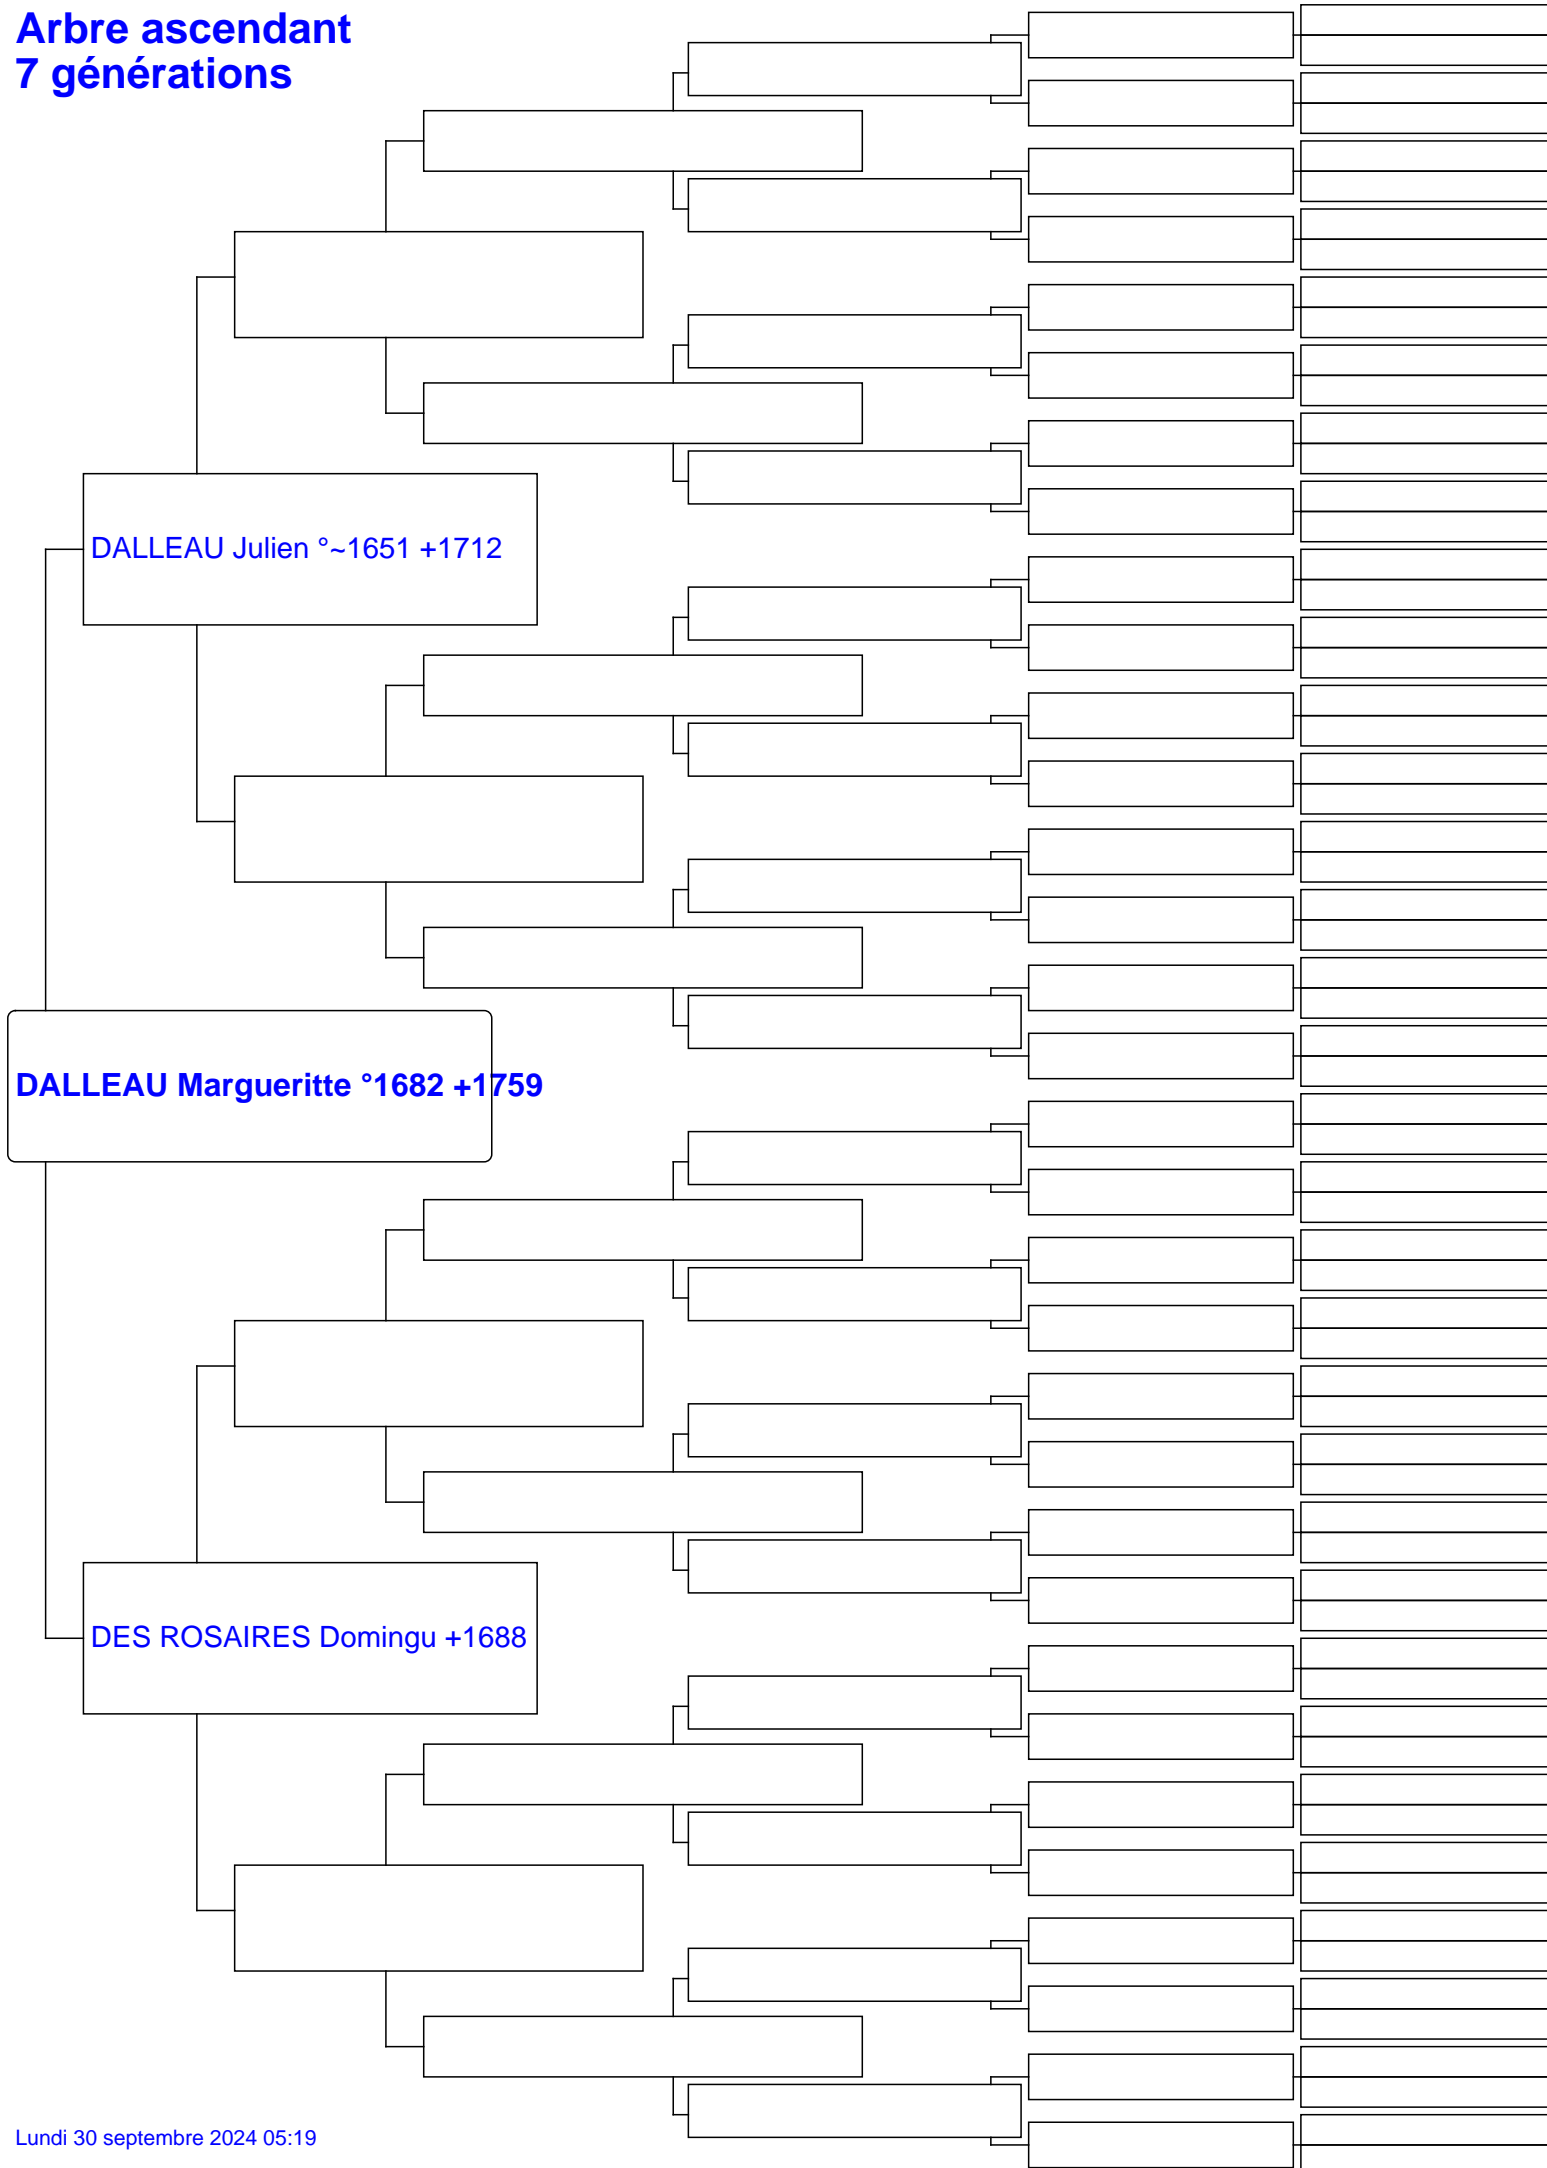 Arbre ascendant
7 générations
DALLEAU Julien °~1651 +1712
DALLEAU Margueritte °1682 +1759
DES ROSAIRES Domingu +1688
Lundi 30 septembre 2024 05:19